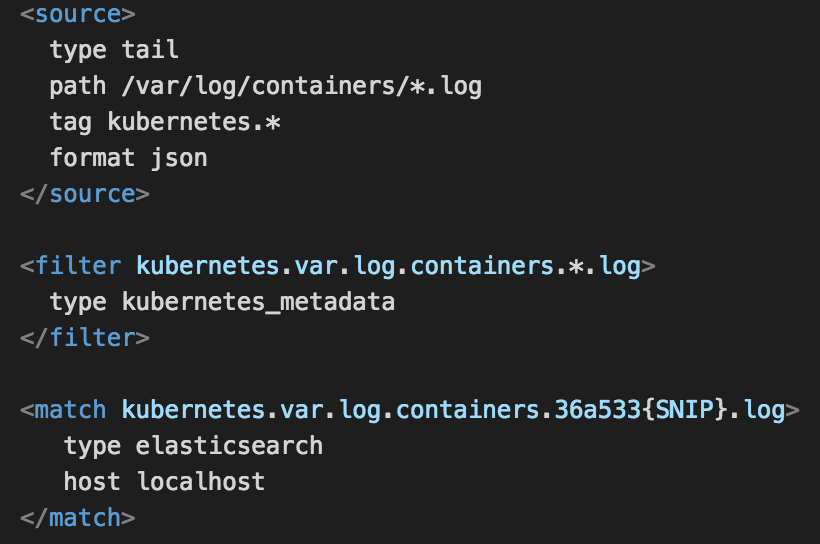 <source>
  type tail
  path /var/log/containers/*.log
  tag kubernetes.*
  format json
</source>

<filter kubernetes.var.log.containers.*.log>
  type kubernetes_metadata
</filter>

<match kubernetes.var.log.containers.36a533{SNIP}.log>
   type elasticsearch
   host localhost
</match>